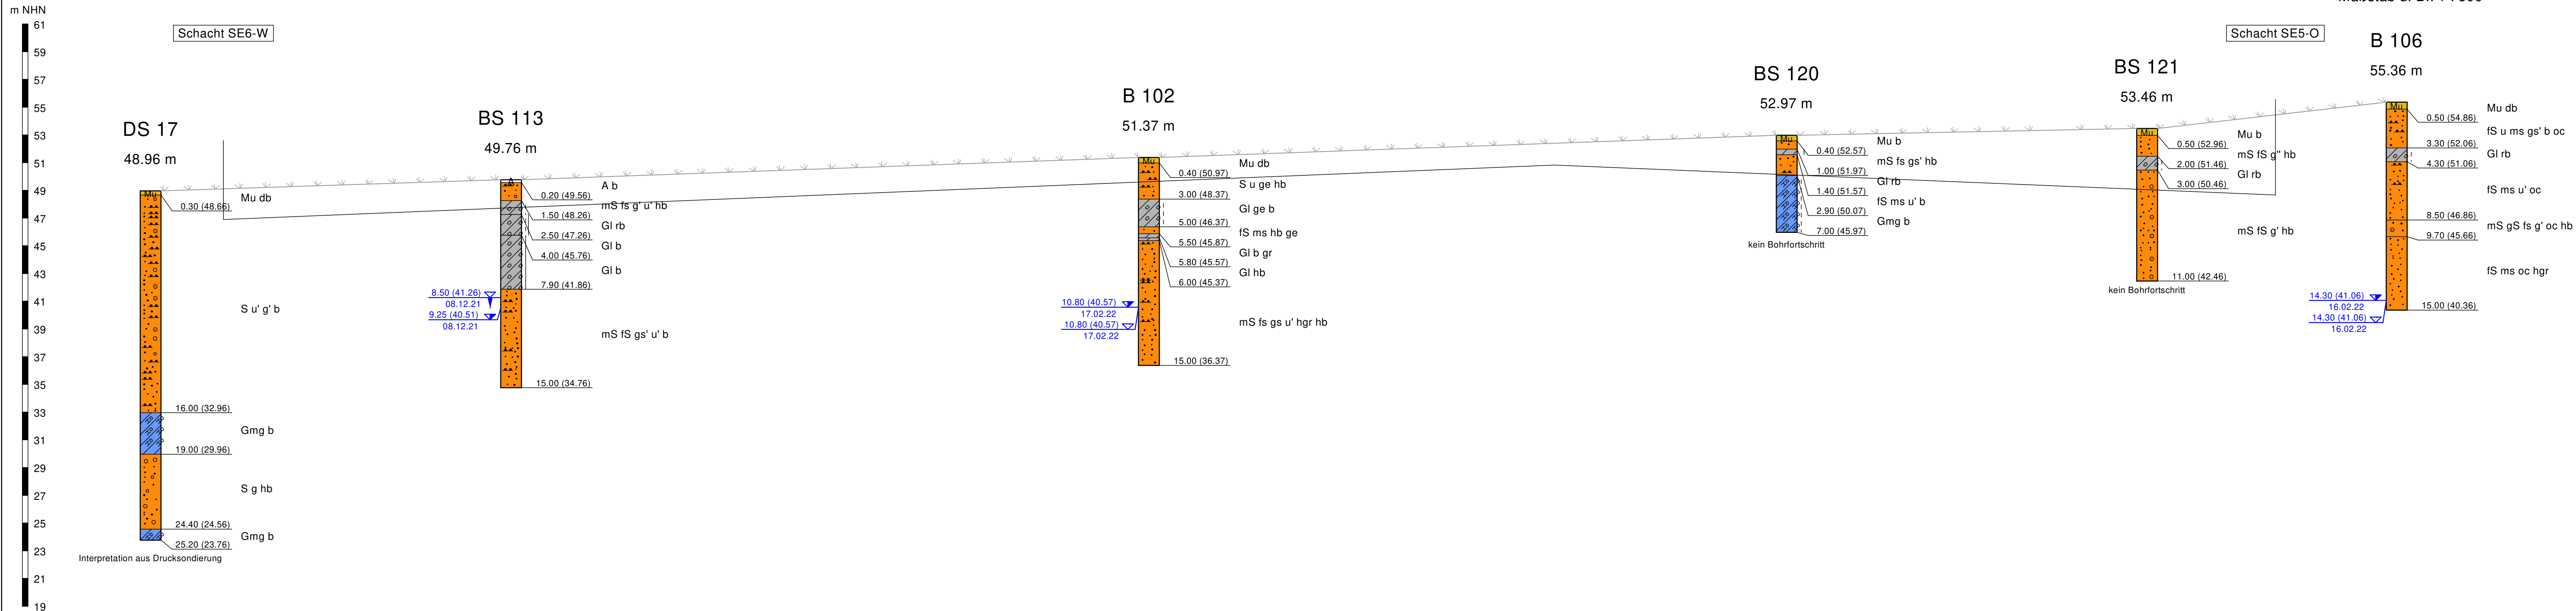 m NHN
61
59
57
55
53
51
49
47
45
43
41
39
37
35
33
31
29
27
25
23
21
19
Schacht SE6-W
DS 17
48.96 m
Mu
0.30 (48.66)
Mu db
S u' g' b
16.00 (32.96)
Gmg b
19.00 (29.96)
S g hb
24.40 (24.56)
Gmg b
25.20 (23.76)
Interpretation aus Drucksondierung
BS 113
49.76 m
A
0.20 (49.56)
A b
mS fs g' u' hb
1.50 (48.26)
Gl rb
2.50 (47.26)
Gl b
4.00 (45.76)
Gl b
7.90 (41.86)
8.50 (41.26)
08.12.21
9.25 (40.51)
08.12.21
mS fS gs' u' b
15.00 (34.76)
B 102
51.37 m
Mu
Mu db
0.40 (50.97)
S u ge hb
3.00 (48.37)
Gl ge b
5.00 (46.37)
fS ms hb ge
5.50 (45.87)
Gl b gr
5.80 (45.57)
Gl hb
6.00 (45.37)
10.80 (40.57)
17.02.22
10.80 (40.57)
17.02.22
mS fs gs u' hgr hb
15.00 (36.37)
BS 120
52.97 m
Mu
Mu b
0.40 (52.57)
mS fs gs' hb
1.00 (51.97)
Gl rb
1.40 (51.57)
fS ms u' b
2.90 (50.07)
Gmg b
7.00 (45.97)
kein Bohrfortschritt
Schacht SE5-O
BS 121
53.46 m
Mu
Mu b
0.50 (52.96)
mS fS g'' hb
2.00 (51.46)
Gl rb
3.00 (50.46)
mS fS g' hb
11.00 (42.46)
kein Bohrfortschritt
B 106
55.36 m
Mu
Mu db
0.50 (54.86)
fS u ms gs' b oc
3.30 (52.06)
Gl rb
4.30 (51.06)
fS ms u' oc
8.50 (46.86)
mS gS fs g' oc hb
9.70 (45.66)
fS ms oc hgr
14.30 (41.06)
16.02.22
14.30 (41.06)
16.02.22
15.00 (40.36)